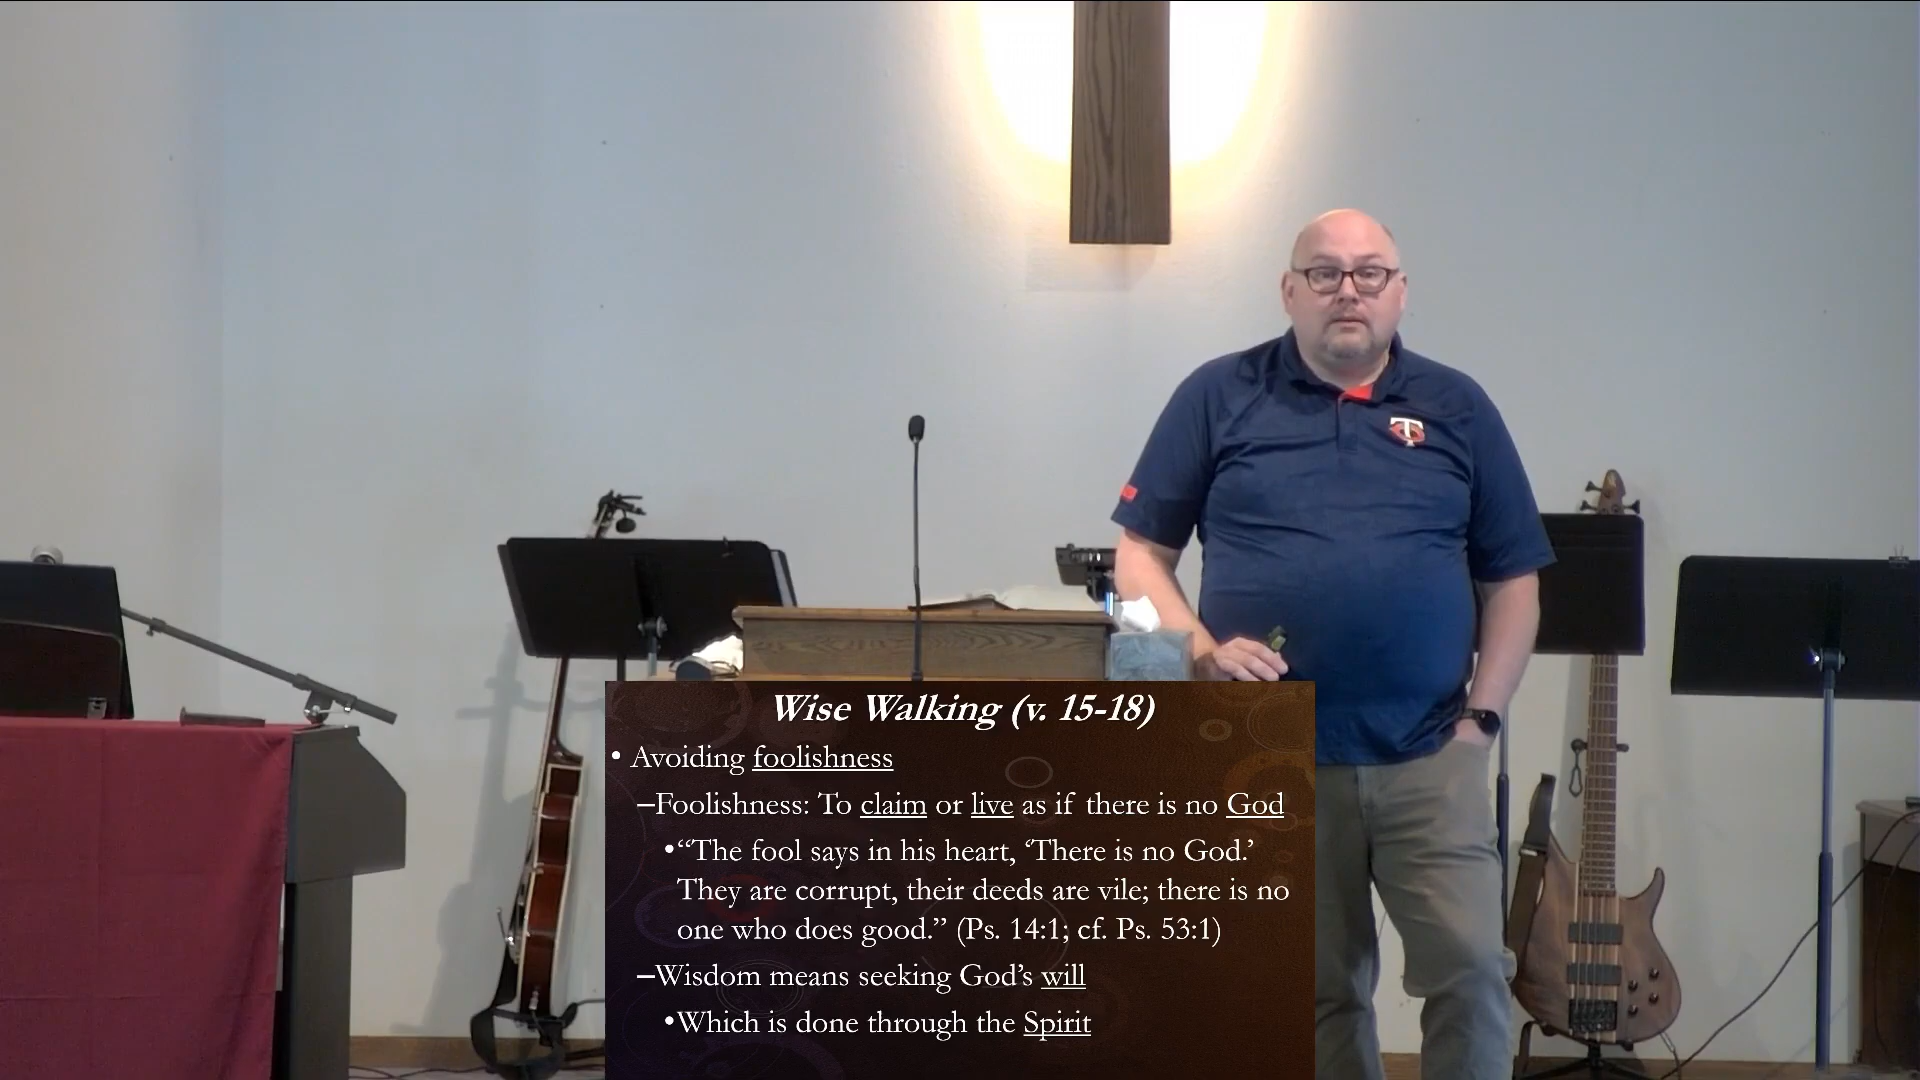 TC
Wise Walking (v. 15-18)
• Avoiding foolishness
–Foolishness: To claim or live as if there is no God
•“The fool says in his heart, ‘There is no God.’
They are corrupt, their deeds are vile; there is no
one who does good.” (Ps. 14:1; cf. Ps. 53:1)
–Wisdom means seeking God’s will
•Which is done through the Spirit